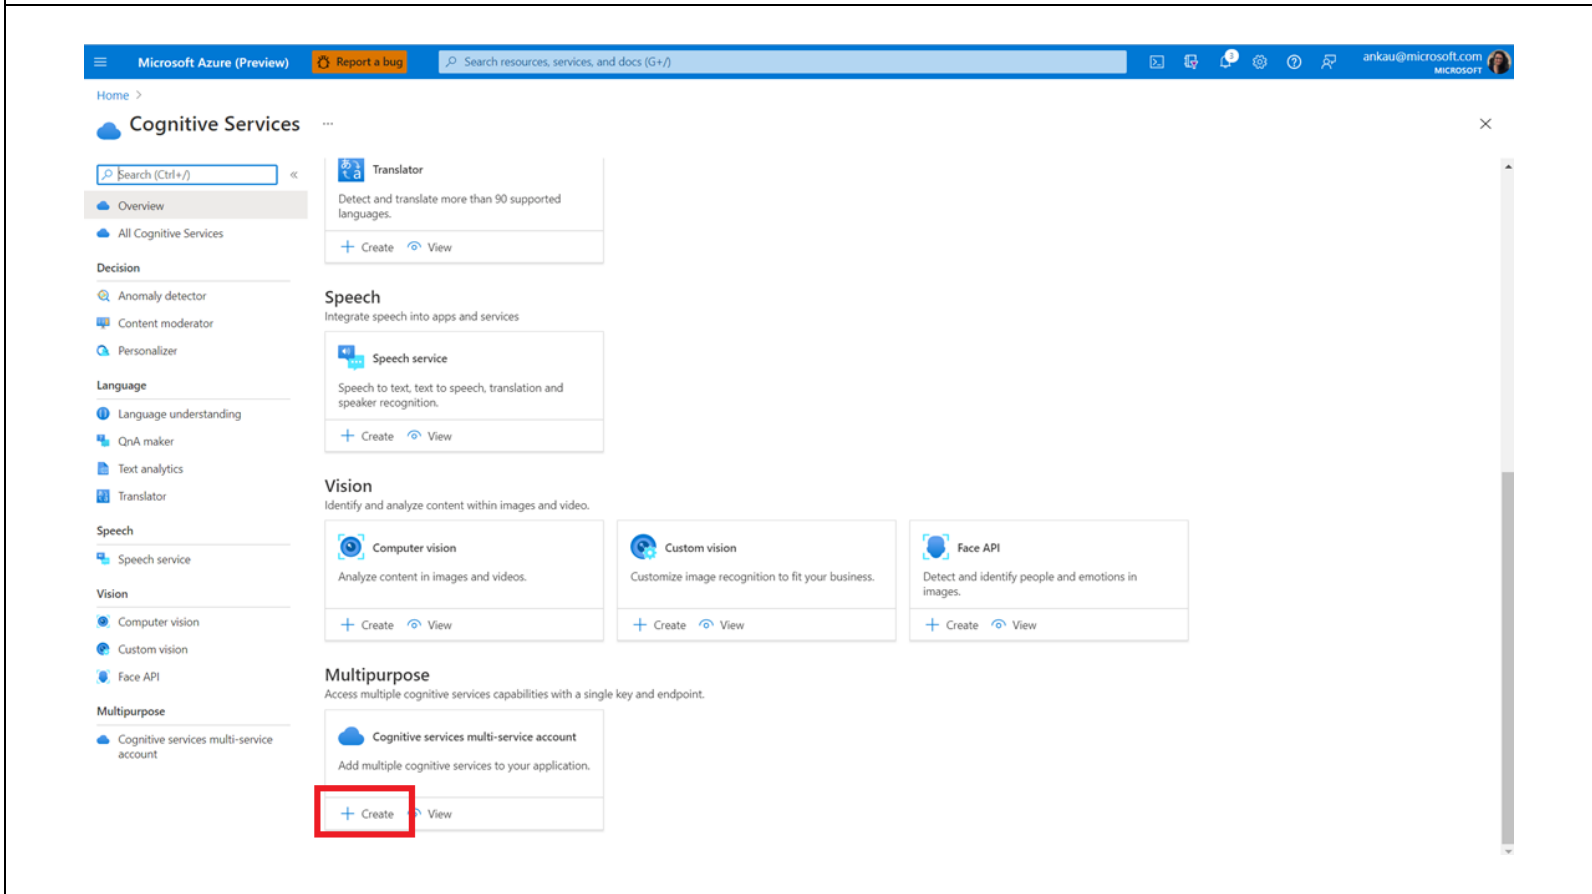 Microsoft Azure (Preview)
Report a bug
Search resources, services, and docs (G+/)
3
ankau@microsoft.com
MICROSOFT
Home >
Cognitive Services
...
Search (Ctrl+/)
«
Overview
All Cognitive Services
Decision
Anomaly detector
Content moderator
Personalizer
Language
Language understanding
QnA maker
Text analytics
Translator
Speech
Speech service
Vision
Computer vision
Custom vision
Face API
Multipurpose
Cognitive services multi-service
account
Translator
Detect and translate more than 90 supported
languages.
Create View
Speech
Integrate speech into apps and services
Speech service
Speech to text, text to speech, translation and
speaker recognition.
Create View
Vision
Identify and analyze content within images and video.
Computer vision
Analyze content in images and videos.
Create View
Custom vision
Customize image recognition to fit your business.
Create View
Face API
Detect and identify people and emotions in
images.
Create View
Multipurpose
Access multiple cognitive services capabilities with a single key and endpoint.
Cognitive services multi-service account
Add multiple cognitive services to your application.
Create View